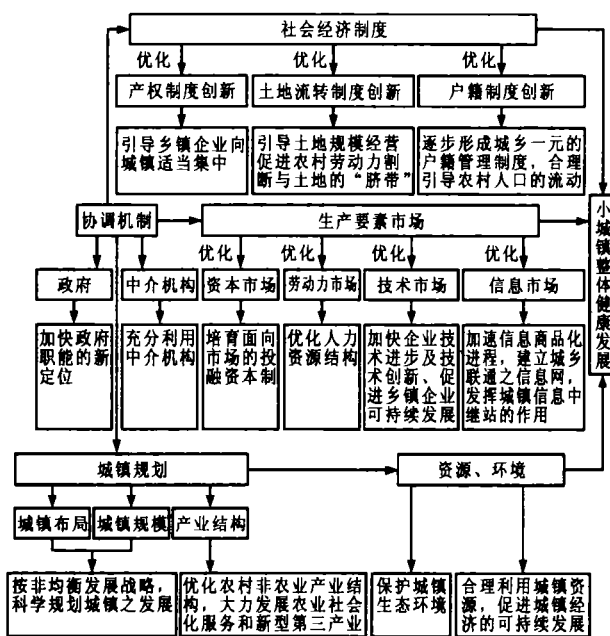 社会经济制度
优化
优化
优化
产权制度创新
土地流转制度创新
户籍制度创新
引导乡镇企业向
城镇适当集中
引导土地规模经营
促进农村劳动力割
断与土地的“脐带”
逐步形成城乡一元的
户籍管理制度，合理
引导农村人口的流动
协调机制
生产要素市场
小城镇整体健康发展
优化
优化
优化
优化
政府
中介机构
资本市场
劳动力市场
技术市场
信息市场
加快政府
职能的新
定位
充分利用
中介机构
培育面向
市场的投
融资本制
优化人力
资源结构
加快企业技
术进步及技
术创新、促
进乡镇企业
可持续发展
加速信息商品化
进程，建立城乡
联通之信息网，
发挥城镇信息中
继站的作用
城镇规划
资源、环境
城镇布局
城镇规模
产业结构
按非均衡发展战略，
科学规划城镇之发展
优化农村非农业产业结
构，大力发展农业社会
化服务和新型第三产业
保护城镇
生态环境
合理利用城镇资
源，促进城镇经济
的可持续发展